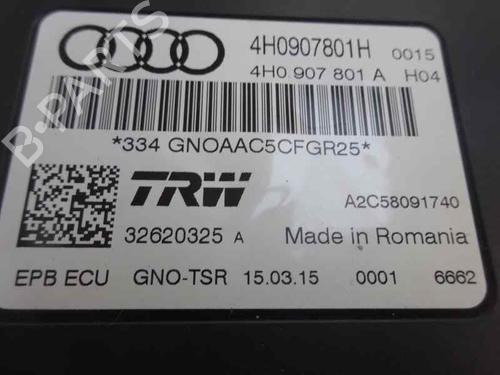 4H0907801H 0015
4H0 907 801 A H04
*334 GNOAAC5CFGR25*
TRW A2C58091740
32620325 A Made in Romania
EPB ECU GNO-TSR 15.03.15 0001 6662
B-PARTS